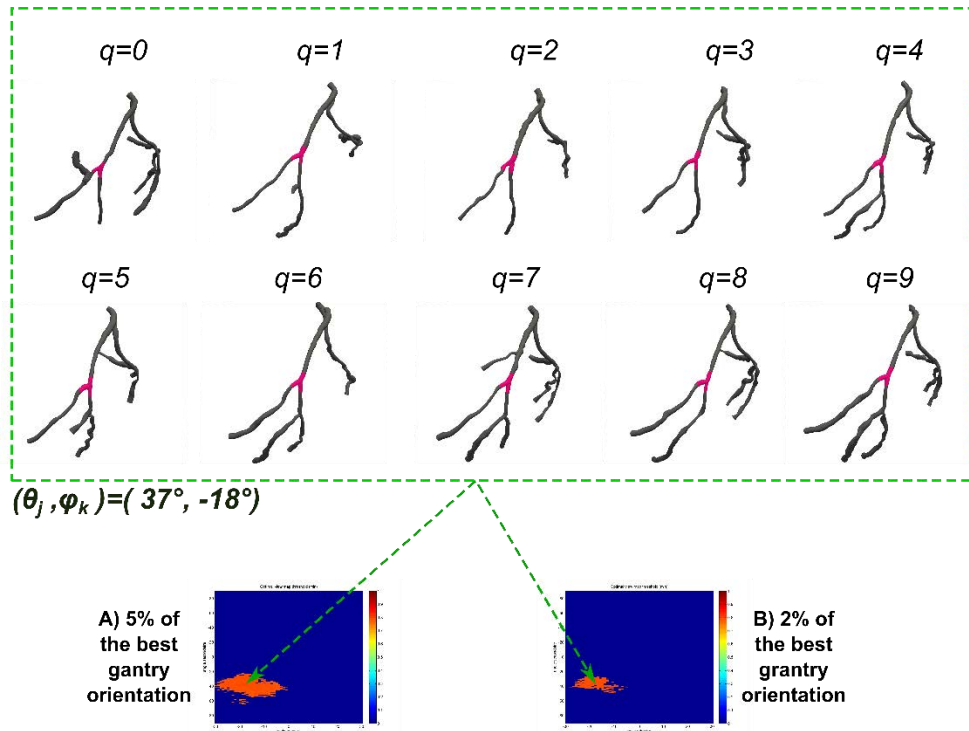 q=0 q=1 q=2 q=3 q=4
q=5 q=6 q=7 q=8 q=9
(θj ,φk )=( 37°, -18°)
A) 5% of
the best
gantry
orientation
B) 2% of
the best
grantry
orientation